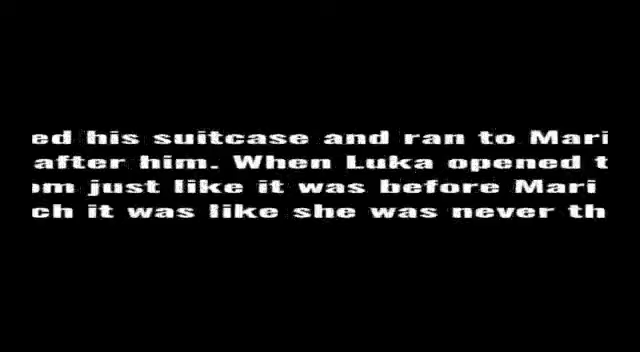 ed his suitcase and ran to Mari
after him. When Luka opened t
om just like it was before Mari
ch it was like she was never th